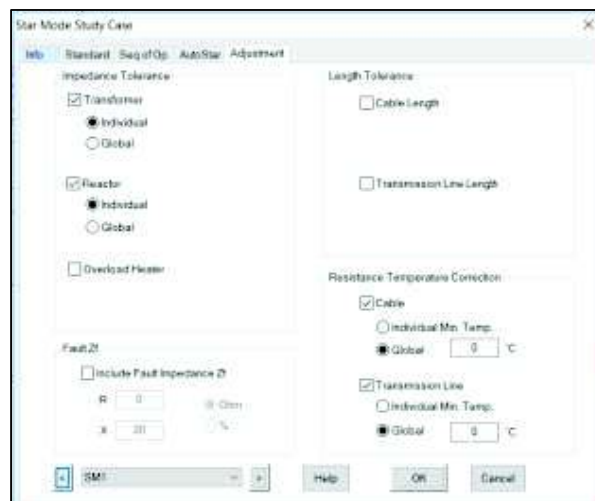 Star Mode Study Case
Info Standard Seq of Op. AutoStar Adjustment
Impedance Tolerance
Transformer
Individual
Global
Reactor
Individual
Global
Overload Heater
Fault Zf
Include Fault Impedance Zf
R 0 Ohm
X 20 %
Length Tolerance
Cable Length
Transmission Line Length
Resistance Temperature Correction
Cable
Individual Min. Temp.
Global 0 °C
Transmission Line
Individual Min. Temp.
Global 0 °C
SM1 Help OK Cancel